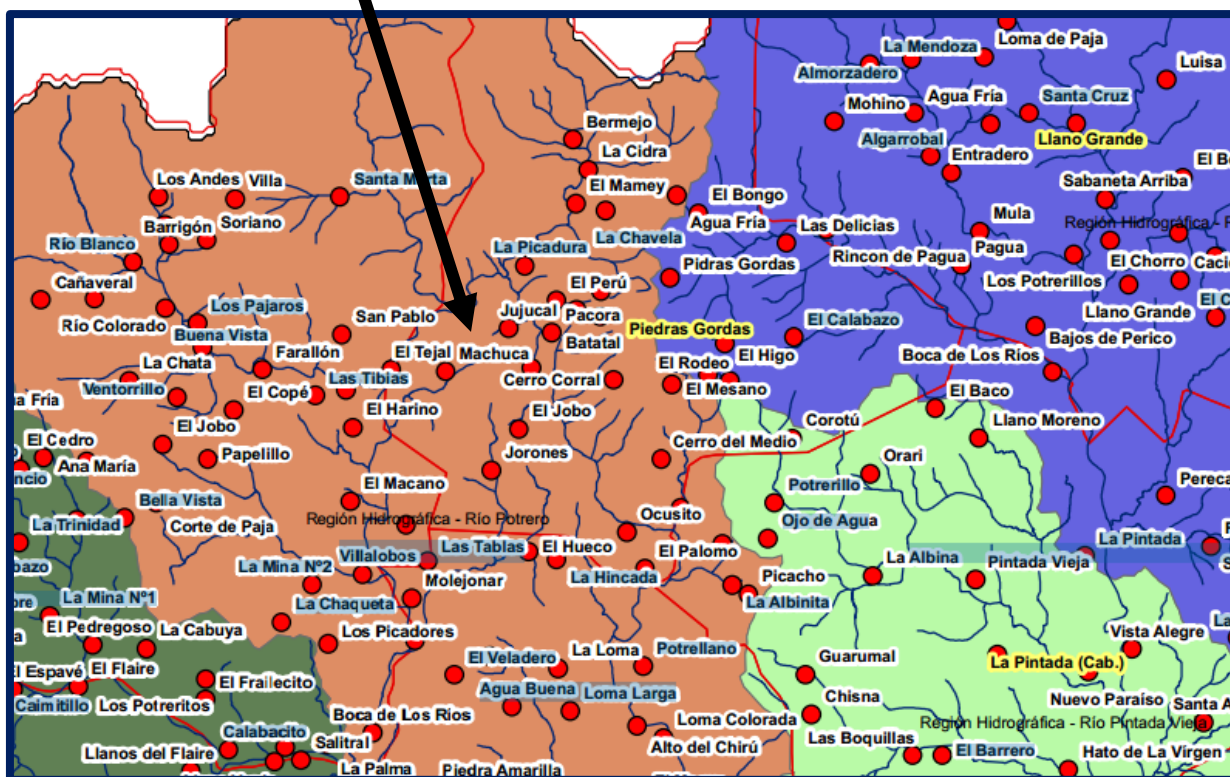 Loma de Paja
La Mendoza
Luisa
Almorzadero
Mohino
Agua Fría
Santa Cruz
Bermejo
Algarrobal
Llano Grande
La Cidra
Entradero
Los Andes
Villa
Santa Marta
El Mamey
El Bongo
Sabaneta Arriba
Barrigón
Soriano
Agua Fría
Las Delicias
Mula
Región Hidrográfica - R
Río Blanco
La Picadura
La Chavela
Rincon de Pagua
Pagua
El Chorro
Cañaveral
Pidras Gordas
Los Potrerillos
El Perú
Los Pajaros
Río Colorado
San Pablo
Jujucal
Pacora
Llano Grande
Buena Vista
Piedras Gordas
El Calabazo
Batatal
Bajos de Perico
La Chata
Farallón
El Tejal
Machuca
El Higo
Boca de Los Ríos
El Rodeo
Ventorrillo
El Copé
Las Tibias
Cerro Corral
El Mesano
El Baco
El Harino
El Jobo
Corotú
Llano Moreno
El Jobo
El Cedro
Cerro del Medio
Ana María
Papelillo
Jorones
Orari
El Macano
Potrerillo
Bella Vista
Ocusito
Ojo de Agua
La Trinidad
Corte de Paja
Región Hidrográfica - Río Potrero
La Pintada
Villalobos
Las Tablas
El Hueco
El Palomo
La Albina
Pintada Vieja
La Mina Nº2
Molejonar
La Hincada
Picacho
La Mina Nº1
La Chaqueta
La Albinita
El Pedregoso
La Cabuya
Los Picadores
Vista Alegre
El Espavé
El Flaire
El Veladero
La Loma
Potrellano
Guarumal
La Pintada (Cab.)
El Frailecito
Caimitillo
Los Potreritos
Agua Buena
Loma Larga
Chisna
Nuevo Paraíso
Boca de Los Rios
Loma Colorada
Región Hidrográfica - Río Pintada Vieja
Calabacito
Salitral
Alto del Chirú
Las Boquillas
Llanos del Flaire
El Barrero
Hato de La Virgen
La Palma
Piedra Amarilla